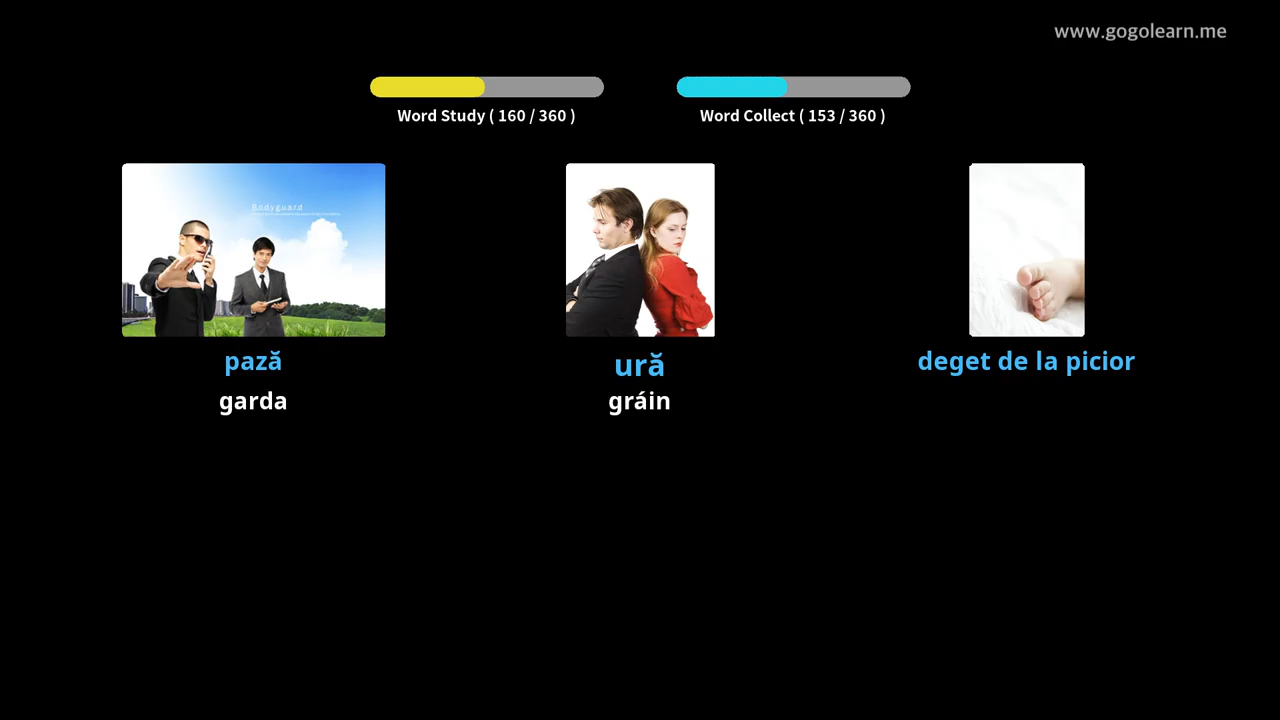 www.gogolearn.me
Word Study ( 160 / 360 )
Word Collect ( 153 / 360 )
Bodyguard
pază
ură
deget de la picior
garda
gráin